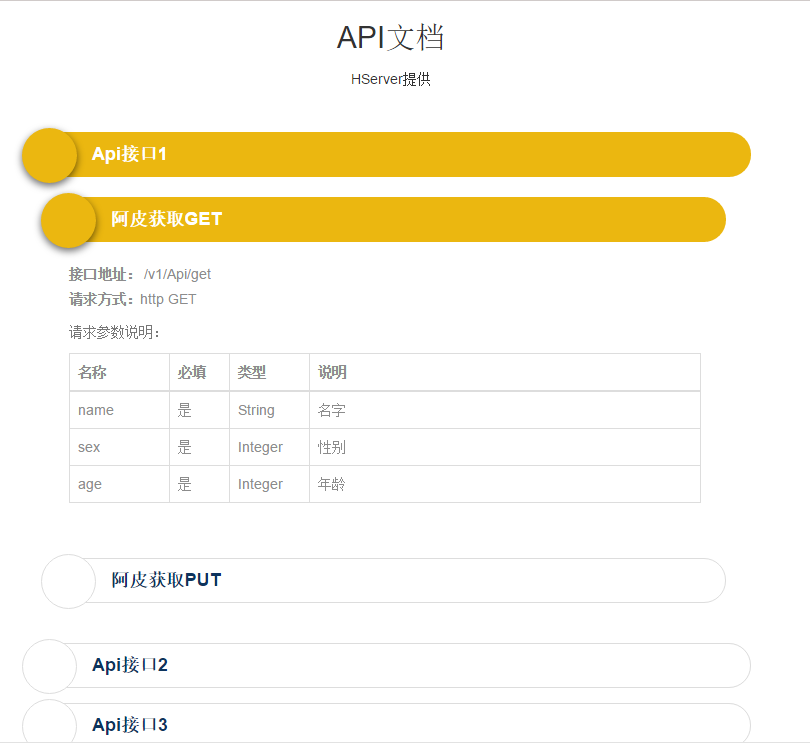 API文档
HServer提供
Api接口1
阿皮获取GET
接口地址： /v1/Api/get
请求方式：http GET
请求参数说明：
名称 必填 类型 说明
name 是 String 名字
sex 是 Integer 性别
age 是 Integer 年龄
阿皮获取PUT
Api接口2
Api接口3